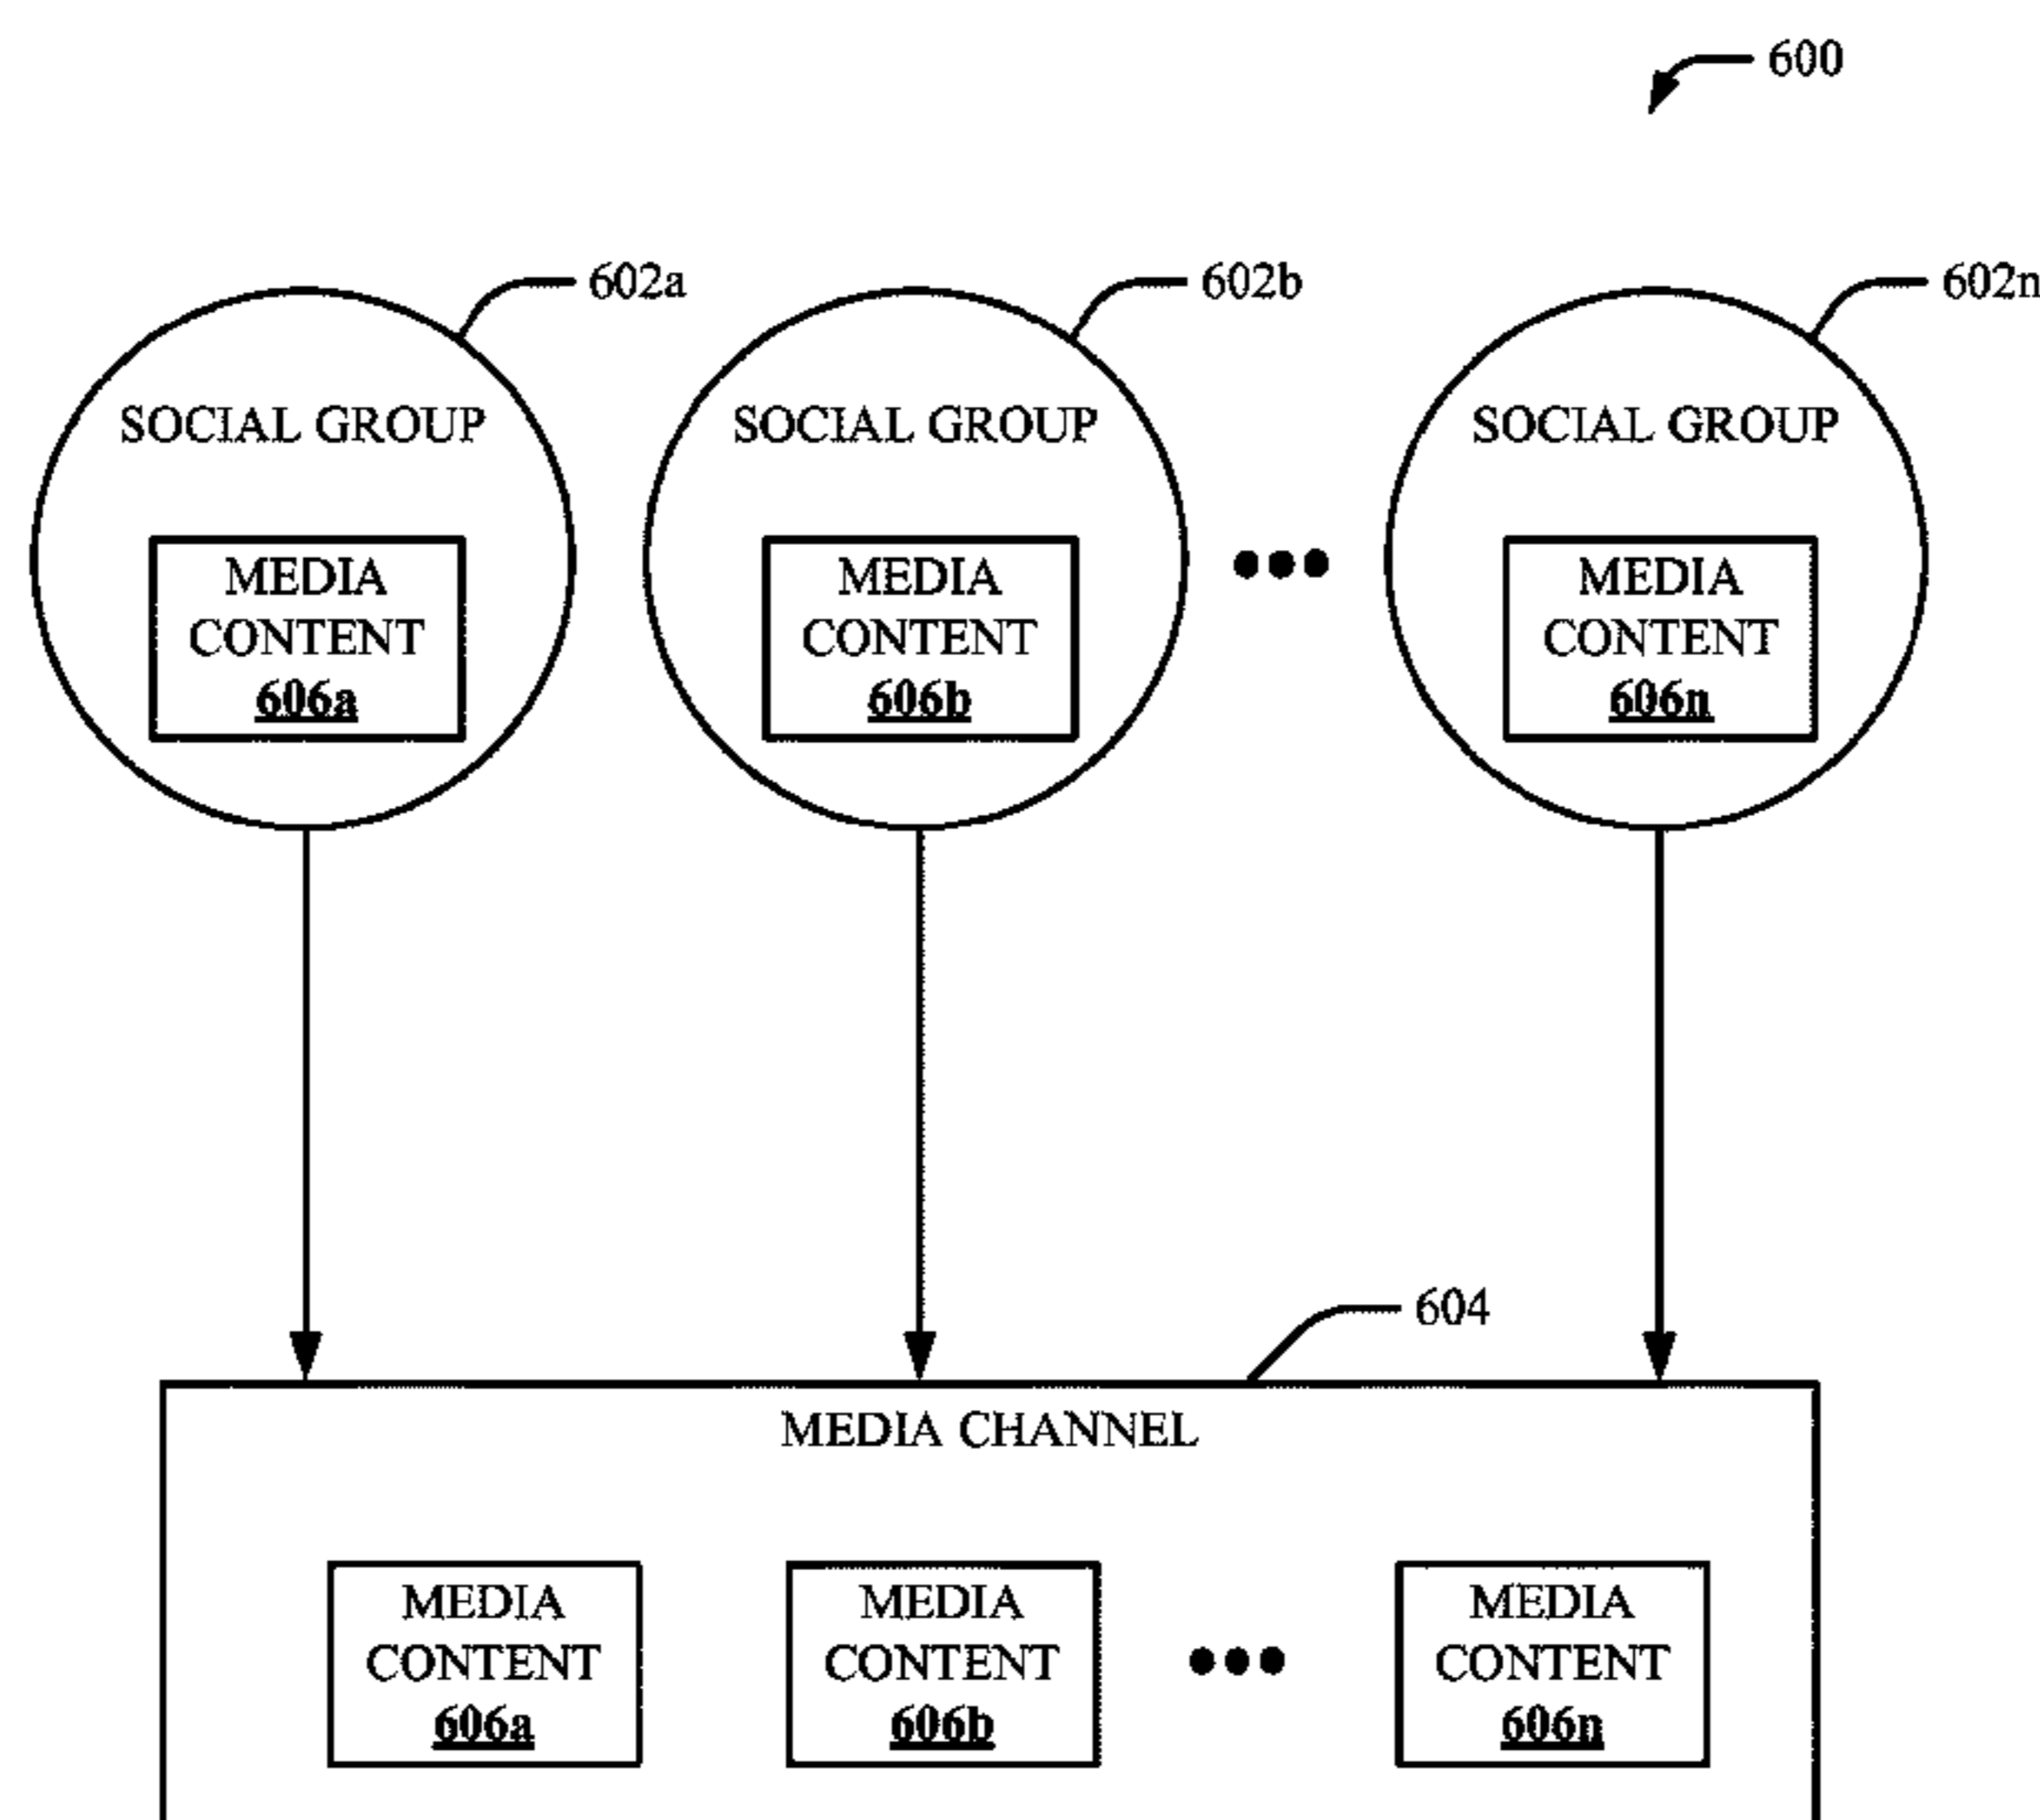 600
602a
602b
602n
SOCIAL GROUP
SOCIAL GROUP
SOCIAL GROUP
MEDIA
CONTENT
606a
MEDIA
CONTENT
606b
MEDIA
CONTENT
606n
604
MEDIA CHANNEL
MEDIA
CONTENT
606a
MEDIA
CONTENT
606b
MEDIA
CONTENT
606n